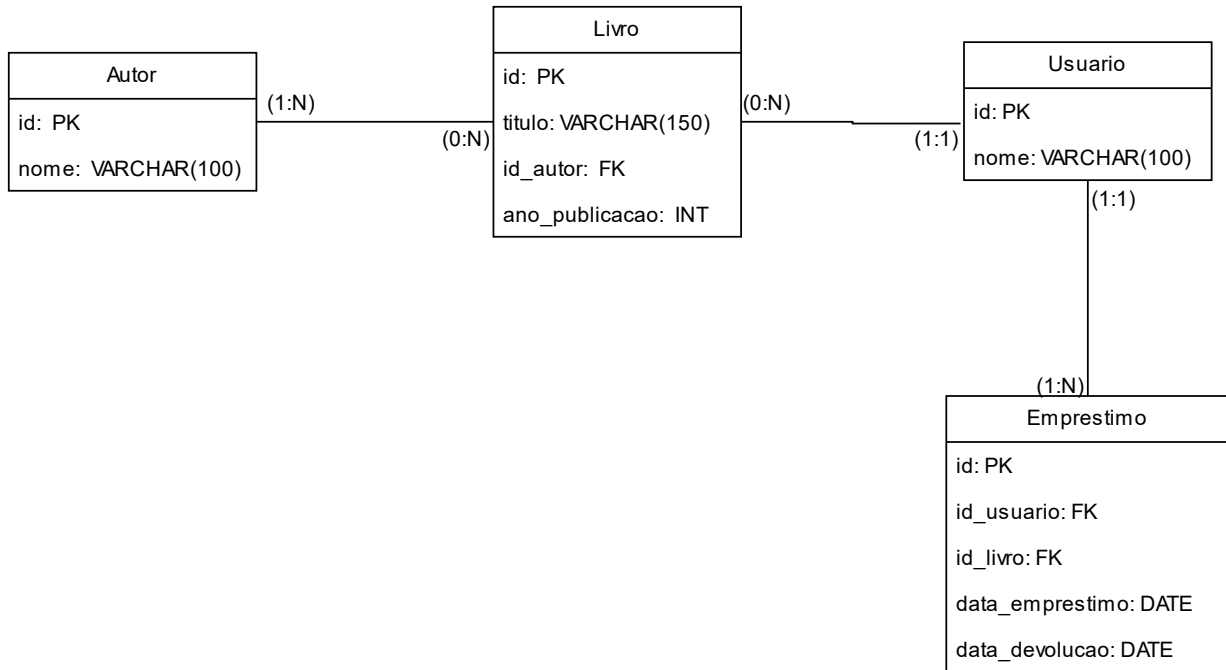 Autor
id: PK
nome: VARCHAR(100)
(1:N)
(0:N)
Livro
id: PK
titulo: VARCHAR(150)
id_autor: FK
ano_publicacao: INT
(0:N)
(1:1)
Usuario
id: PK
nome: VARCHAR(100)
(1:1)
(1:N)
Emprestimo
id: PK
id_usuario: FK
id_livro: FK
data_emprestimo: DATE
data_devolucao: DATE